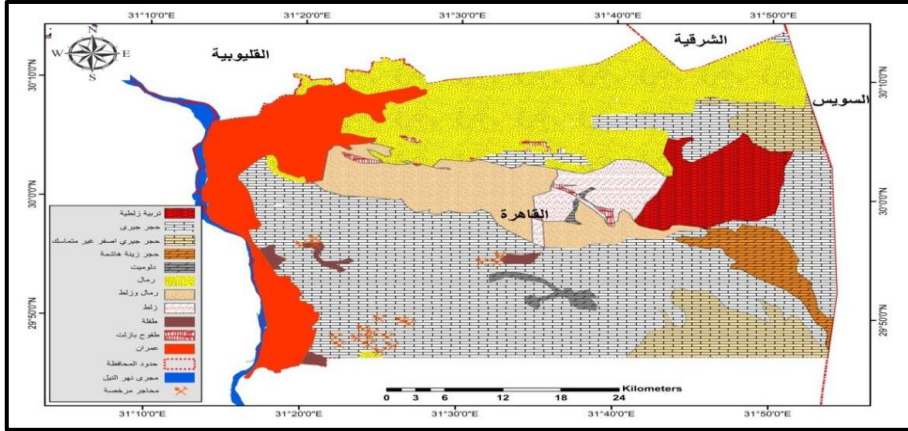 31°10'0"E 31°20'0"E 31°30'0"E 31°40'0"E 31°50'0"E
N
W E
S
القليوبية
الشرقية
السويس
القاهرة
30°10'0"N 30°10'0"N
30°0'0"N 30°0'0"N
29°50'0"N 29°50'0"N
تربية زلطية
حجر جيرى
حجر جيري اصفر غير متماسك
حجر زينة هاشمة
دلوميت
رمال
رمال وزلط
زلط
طفلة
طفوح بازلت
عمران
حدود المحافظة
مجرى نهر النيل
محاجر مرخصة
Kilometers
0 3 6 12 18 24
31°10'0"E 31°20'0"E 31°30'0"E 31°40'0"E 31°50'0"E